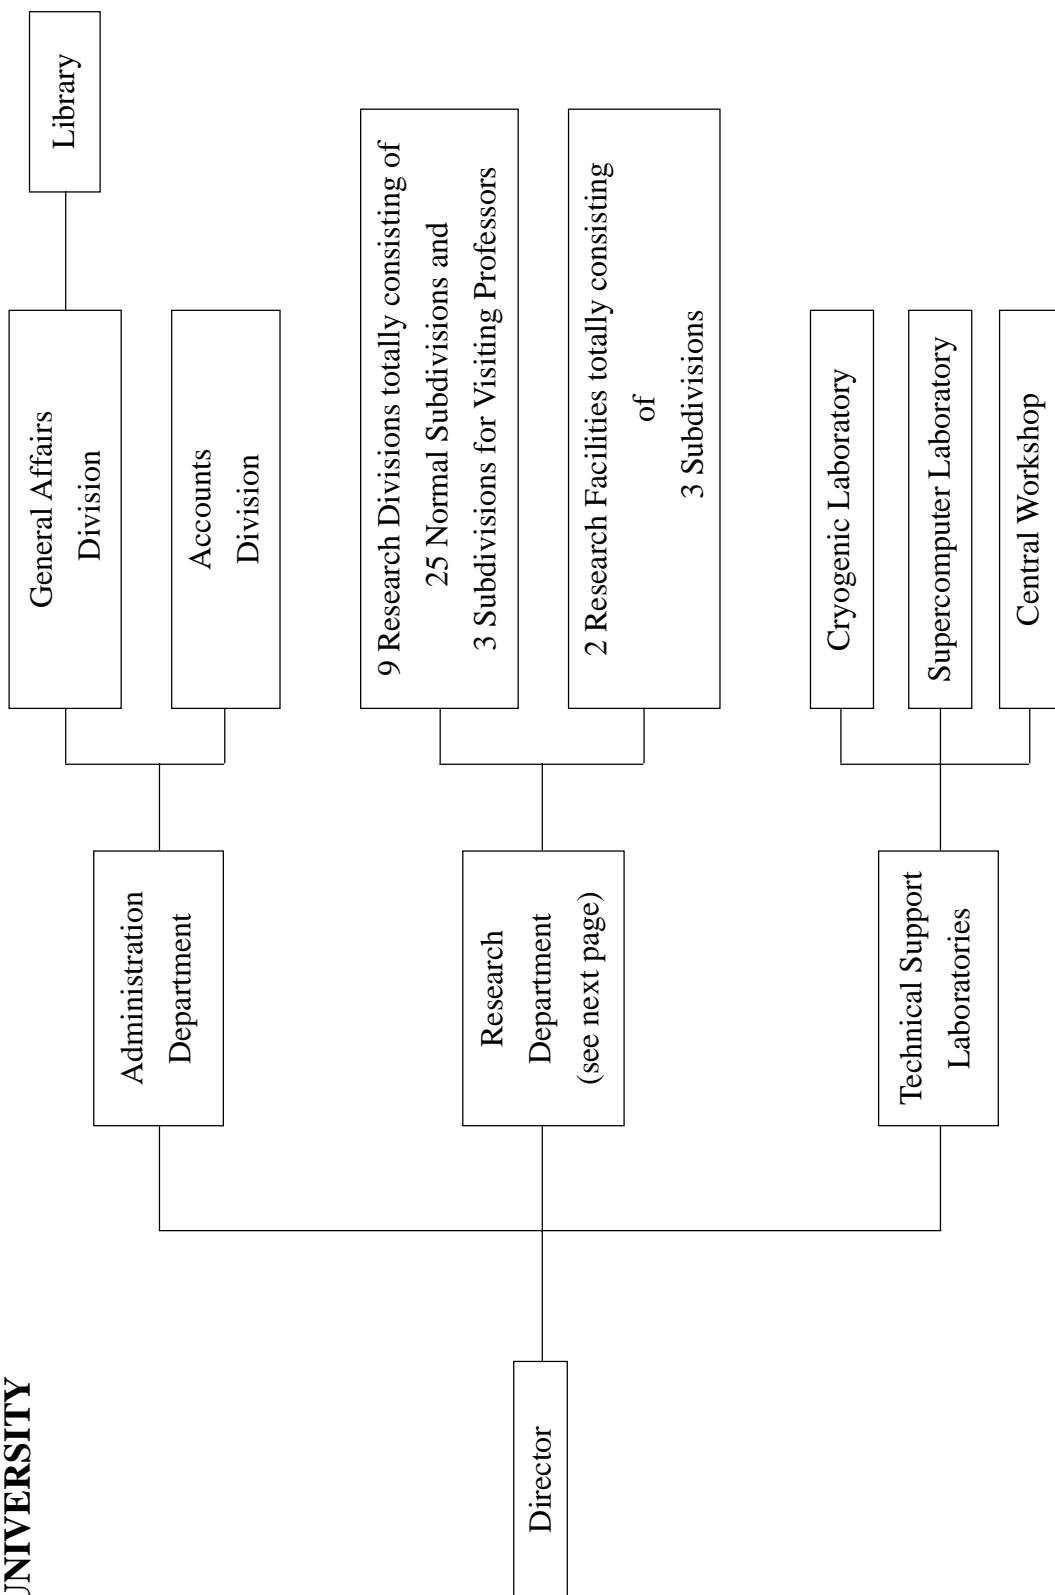 UNIVERSITY
Director
Administration
Department
Research
Department
(see next page)
Technical Support
Laboratories
General Affairs
Division
Accounts
Division
9 Research Divisions totally consisting of
25 Normal Subdivisions and
3 Subdivisions for Visiting Professors
2 Research Facilities totally consisting
of
3 Subdivisions
Cryogenic Laboratory
Supercomputer Laboratory
Central Workshop
Library